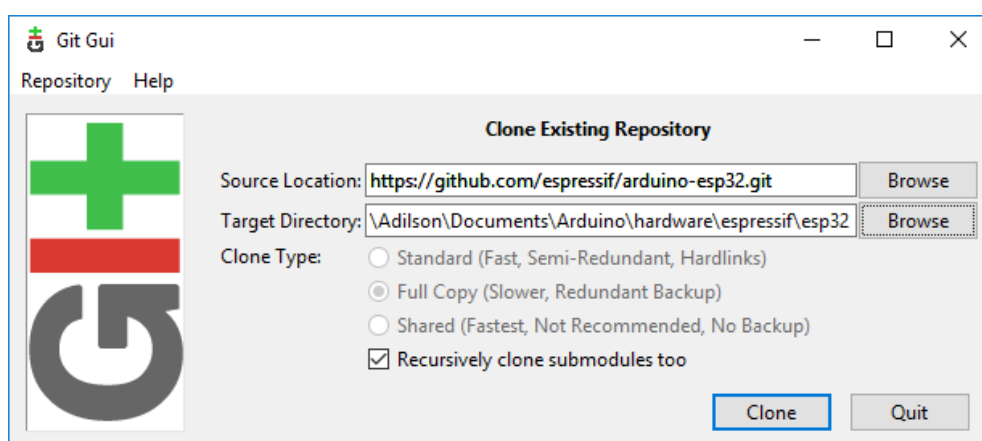 Git Gui
Repository Help
Clone Existing Repository
Source Location: https://github.com/espressif/arduino-esp32.git Browse
Target Directory: \Adilson\Documents\Arduino\hardware\espressif\esp32 Browse
Clone Type: Standard (Fast, Semi-Redundant, Hardlinks)
Full Copy (Slower, Redundant Backup)
Shared (Fastest, Not Recommended, No Backup)
Recursively clone submodules too
Clone Quit